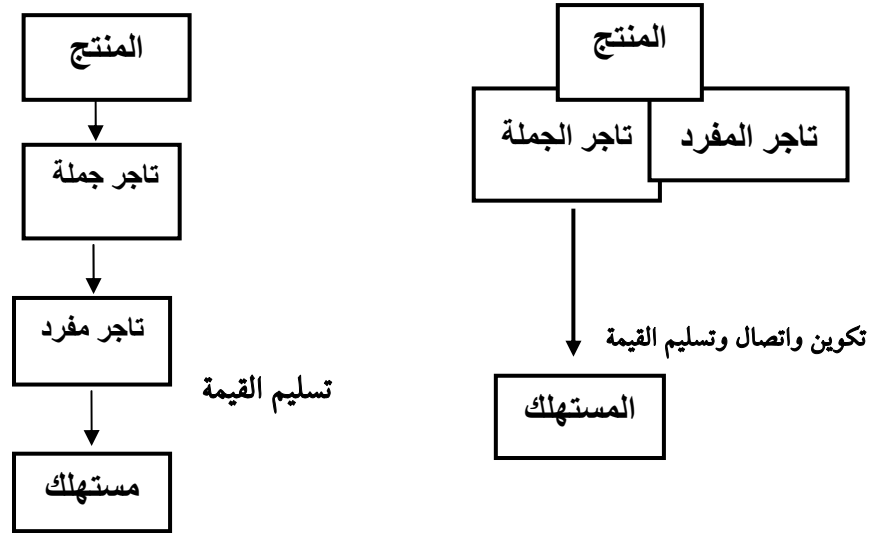 المنتج
تاجر المفرد
تاجر الجملة
تكوين واتصال وتسليم القيمة
المستهلك
المنتج
تاجر جملة
تاجر مفرد
تسليم القيمة
مستهلك